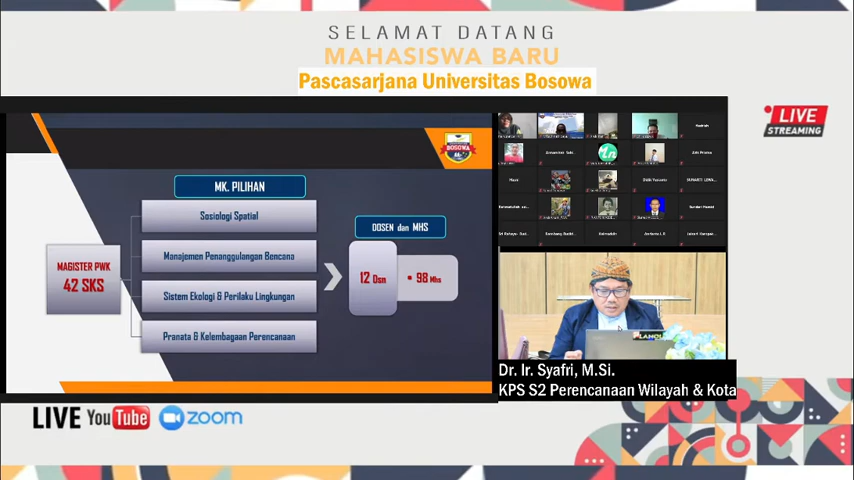 SELAMAT DATANG
MAHASISWA BARU
Pascasarjana Universitas Bosowa
LIVE
STREAMING
BOSOWA
MK. PILIHAN
Sosiologi Spatial
Manajemen Penanggulangan Bencana
Sistem Ekologi & Perilaku Lingkungan
Pranata & Kelembagaan Perencanaan
MAGISTER PWK
42 SKS
DOSEN dan MHS
12 Dsn
• 98 Mhs
Dr. Ir. Syafri, M.Si.
KPS S2 Perencanaan Wilayah & Kota
LIVE YouTube zoom